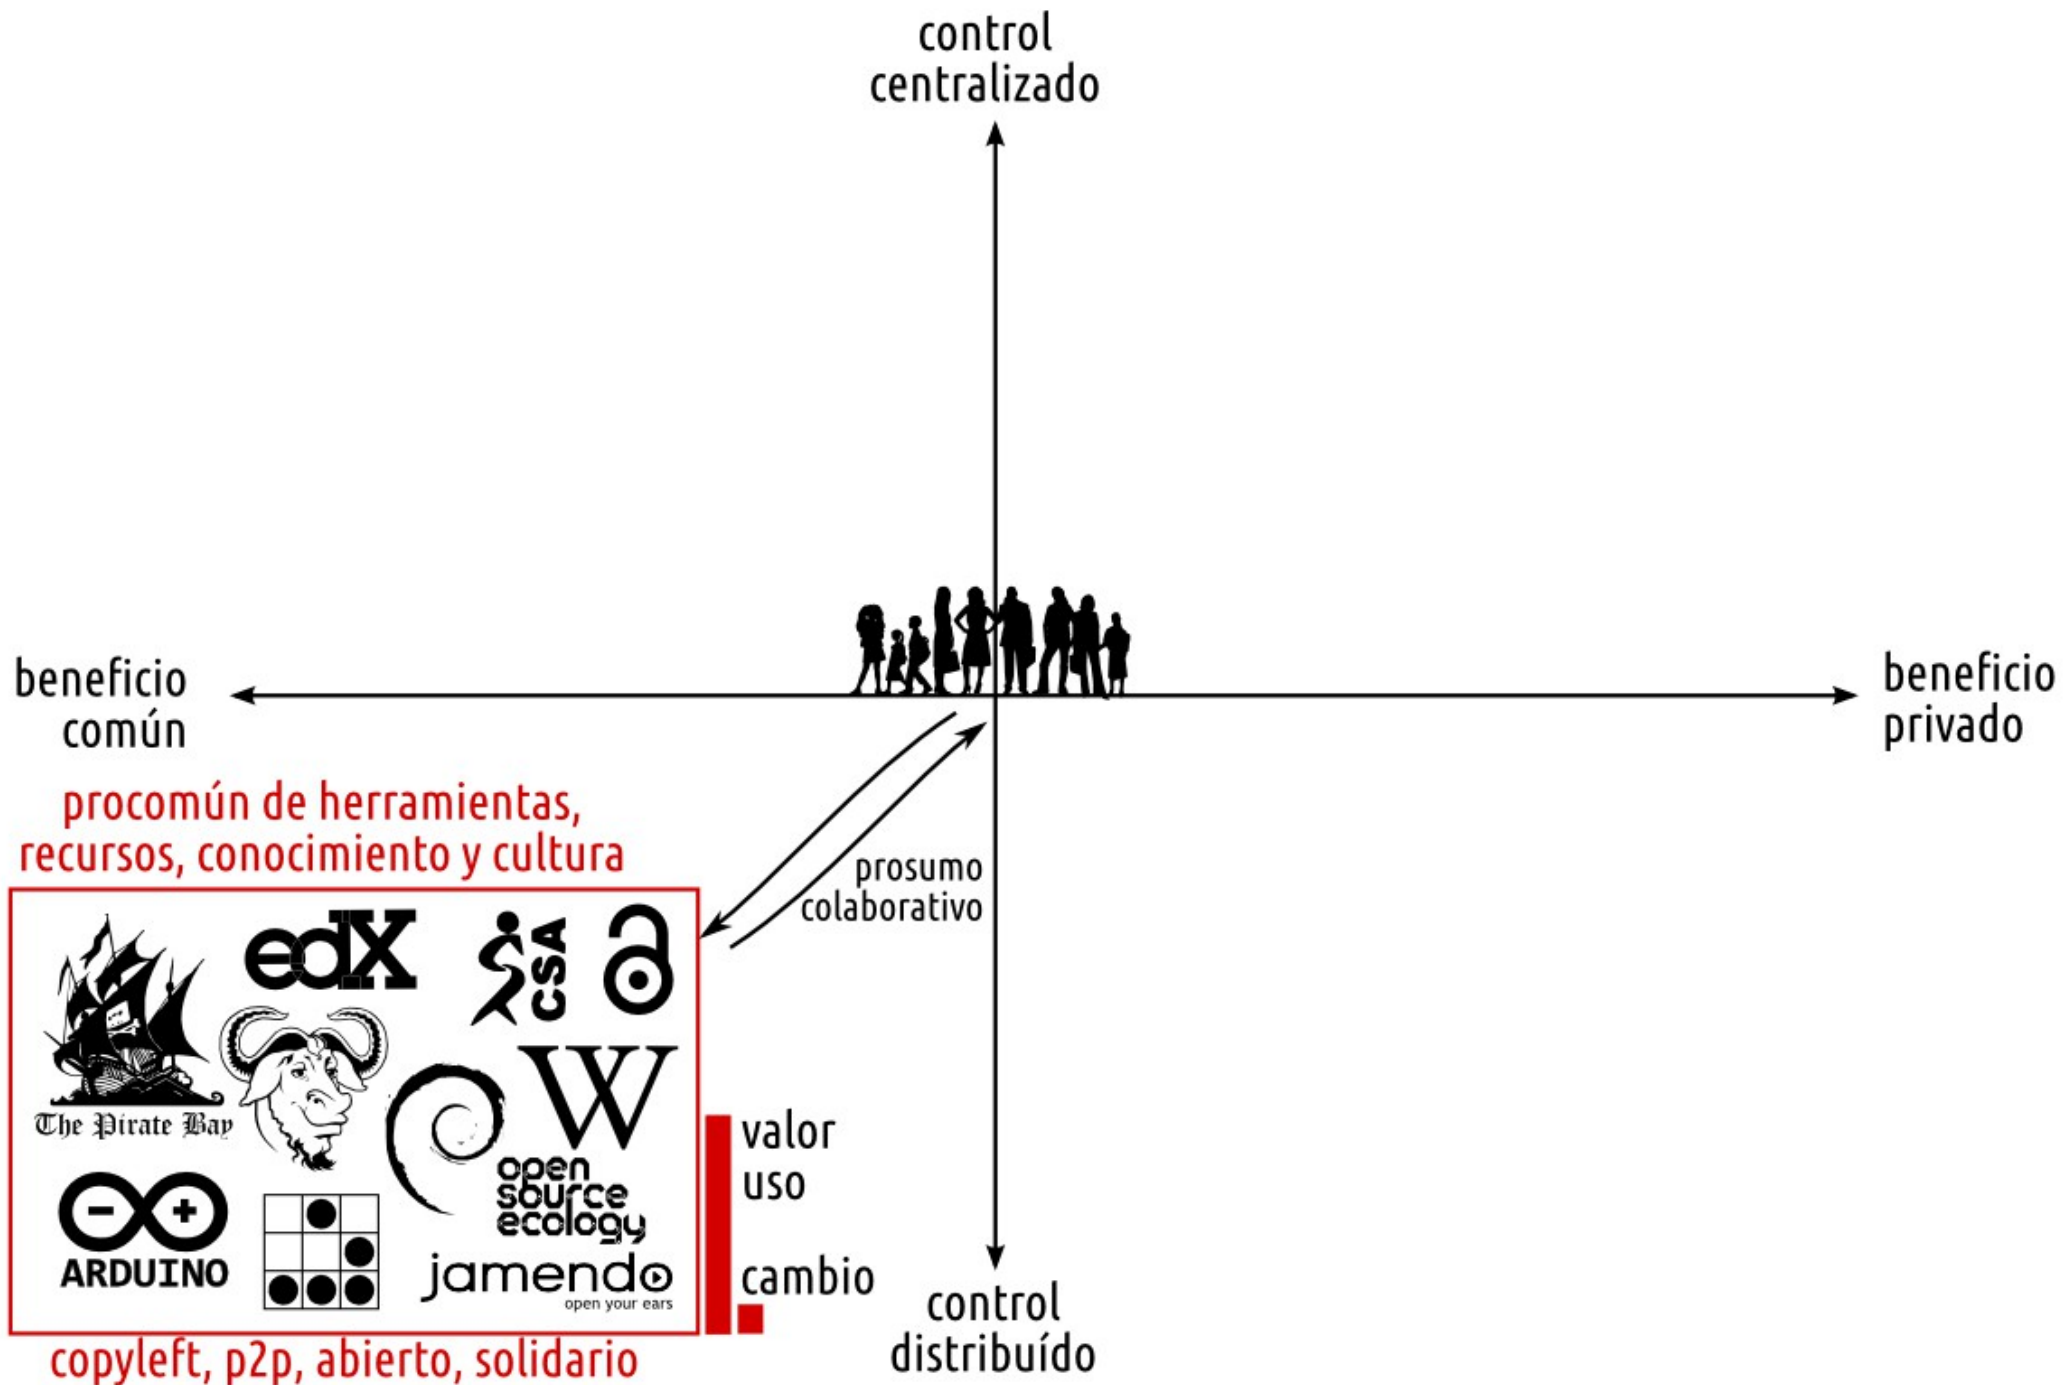 control
centralizado
beneficio
común
beneficio
privado
procomún de herramientas,
recursos, conocimiento y cultura
prosumo
colaborativo
edX
CSA
The Pirate Bay
W
open
source
ecology
ARDUINO
jamendo
open your ears
valor
uso
cambio
control
distribuído
copyleft, p2p, abierto, solidario